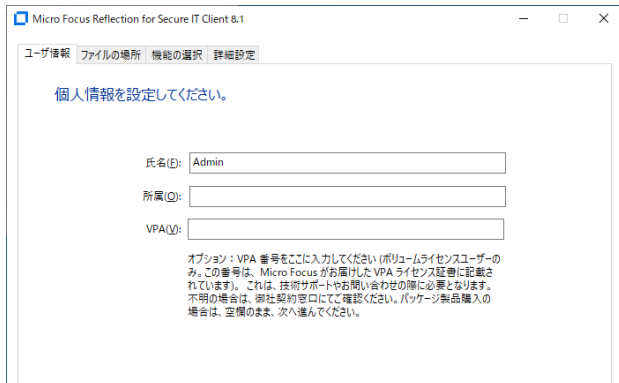 Micro Focus Reflection for Secure IT Client 8.1
ユーザ情報 ファイルの場所 機能の選択 詳細設定
個人情報を設定してください。
氏名(F): Admin
所属(O):
VPA(V):
オプション：VPA 番号をここに入力してください (ボリュームライセンスユーザーの
み。この番号は、Micro Focus がお届けした VPA ライセンス証書に記載さ
れています)。 これは、技術サポートやお問い合わせの際に必要となります。
不明の場合は、御社契約窓口にてご確認ください。パッケージ製品購入の
場合は、空欄のまま、次へ進んでください。